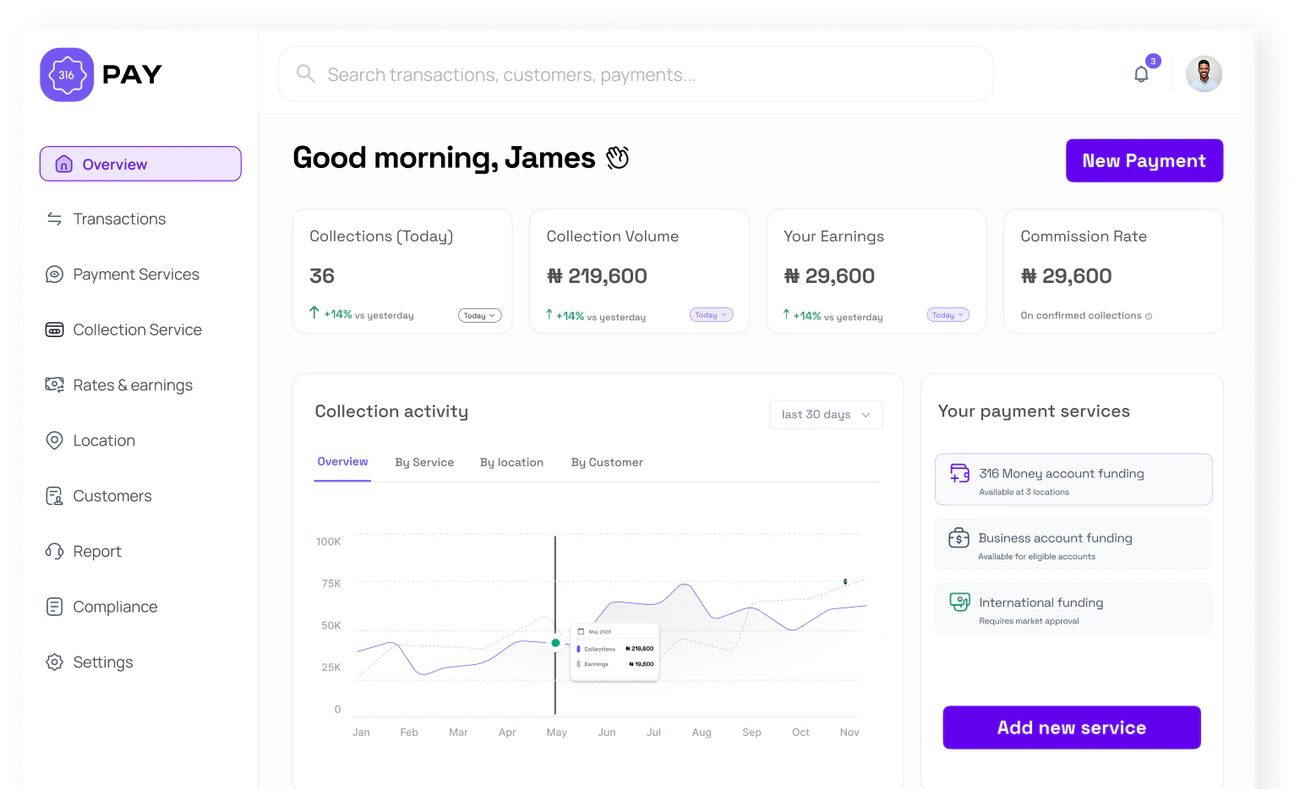 316 PAY
Search transactions, customers, payments...
3
Overview
Transactions
Payment Services
Collection Service
Rates & earnings
Location
Customers
Report
Compliance
Settings
Good morning, James
New Payment
Collections (Today)
36
+14% vs yesterday
Today
Collection Volume
₦ 219,600
+14% vs yesterday
Today
Your Earnings
₦ 29,600
+14% vs yesterday
Today
Commission Rate
₦ 29,600
On confirmed collections
Collection activity
last 30 days
Overview By Service By location By Customer
100K
75K
50K
25K
0
May 2026
Collections ₦ 219,600
Earnings ₦ 19,600
Jan Feb Mar Apr May Jun Jul Aug Sep Oct Nov
Your payment services
316 Money account funding
Available at 3 locations
Business account funding
Available for eligible accounts
International funding
Requires market approval
Add new service